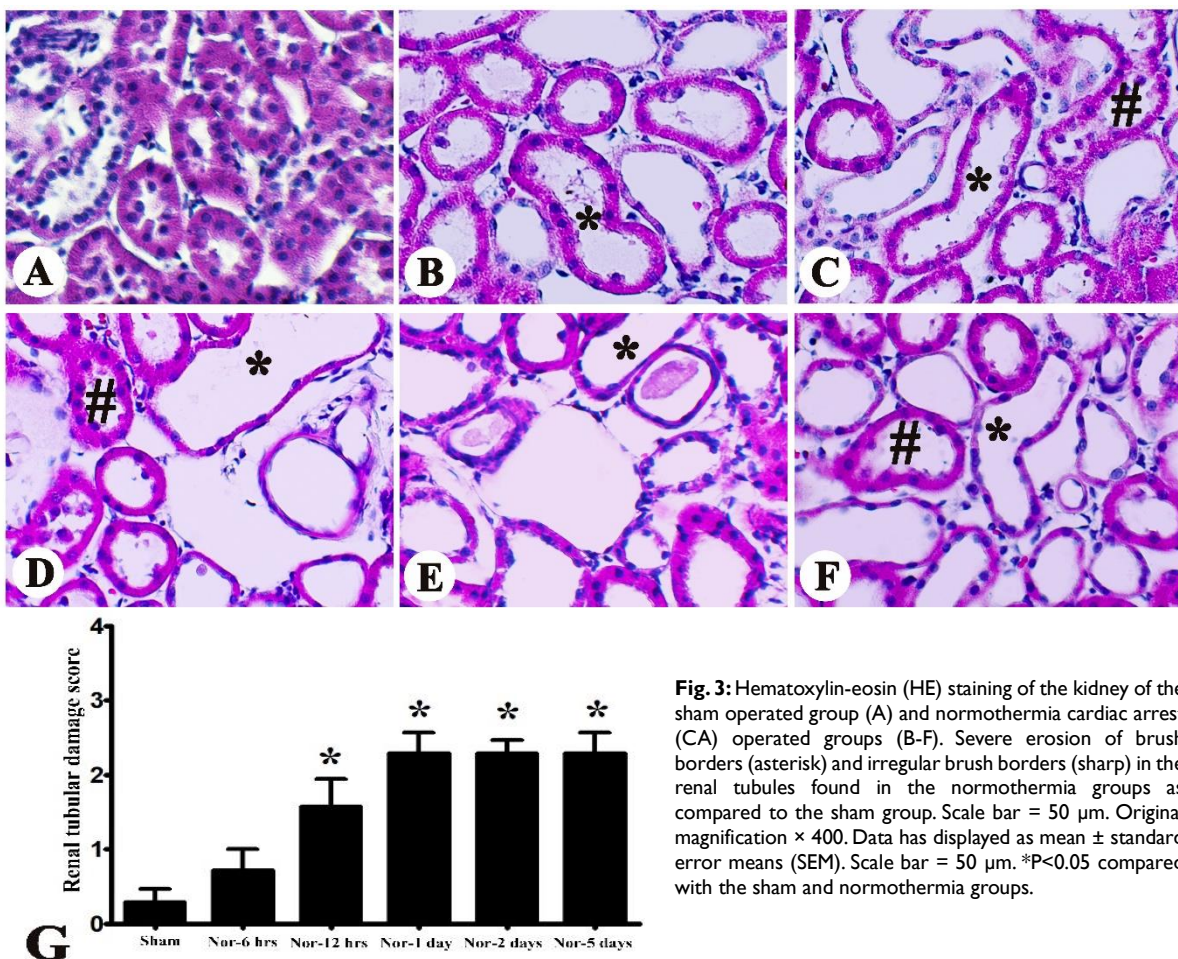 A
B
*
C
*
#
D
#
*
E
*
F
#
*
G
Renal tubular damage score
4
3
2
1
0
* * * *
Sham Nor-6 hrs Nor-12 hrs Nor-1 day Nor-2 days Nor-5 days
Fig. 3: Hematoxylin-eosin (HE) staining of the kidney of the
sham operated group (A) and normothermia cardiac arrest
(CA) operated groups (B-F). Severe erosion of brush
borders (asterisk) and irregular brush borders (sharp) in the
renal tubules found in the normothermia groups as
compared to the sham group. Scale bar = 50 µm. Original
magnification × 400. Data has displayed as mean ± standard
error means (SEM). Scale bar = 50 µm. *P<0.05 compared
with the sham and normothermia groups.